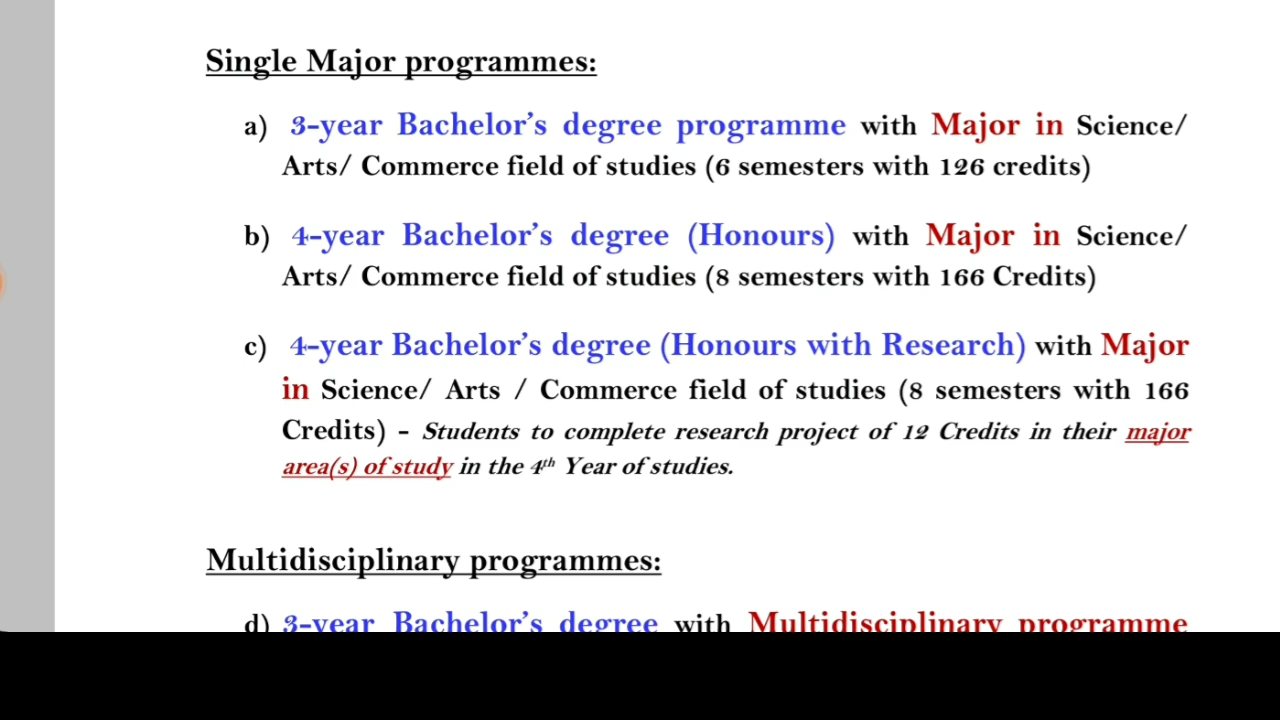 Single Major programmes:
a) 3-year Bachelor's degree programme with Major in Science/
Arts/ Commerce field of studies (6 semesters with 126 credits)
b) 4-year Bachelor's degree (Honours) with Major in Science/
Arts/ Commerce field of studies (8 semesters with 166 Credits)
c) 4-year Bachelor's degree (Honours with Research) with Major
in Science/ Arts / Commerce field of studies (8 semesters with 166
Credits) - Students to complete research project of 12 Credits in their major
area(s) of study in the 4th Year of studies.
Multidisciplinary programmes:
d) 3-year Bachelor's degree with Multidisciplinary programme